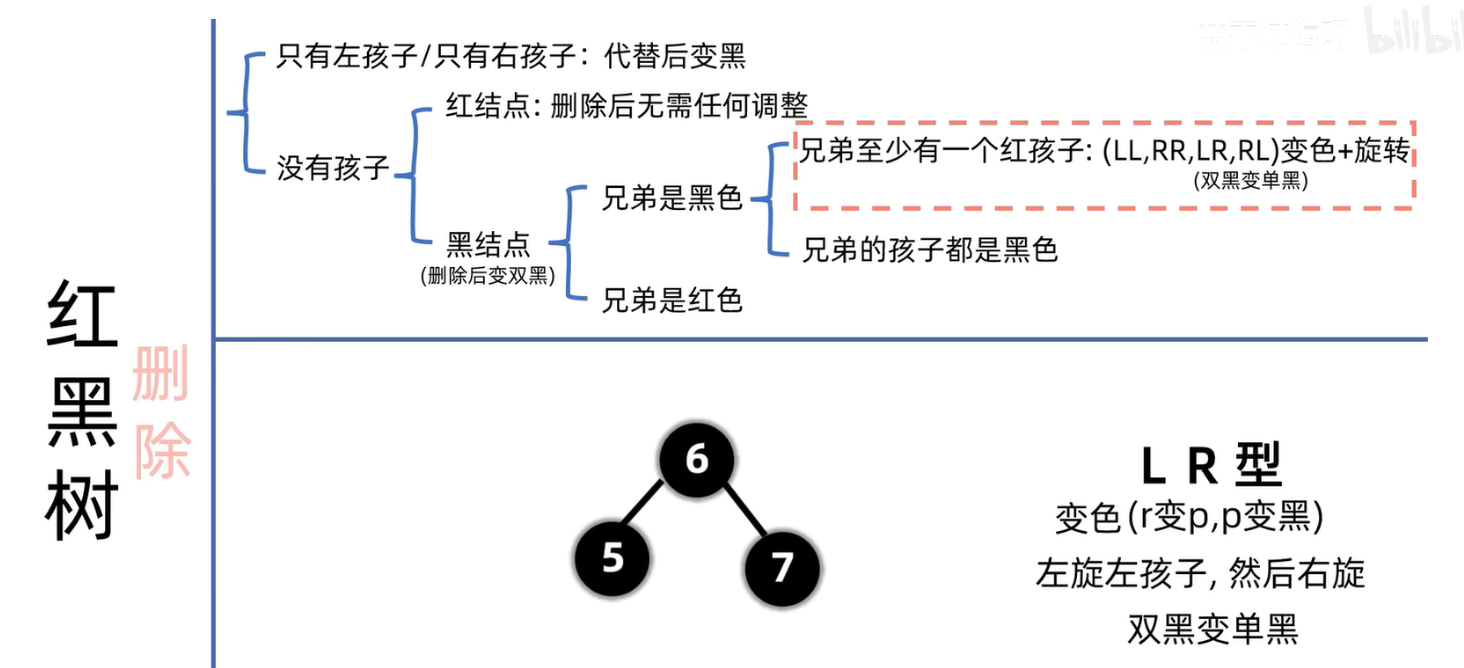 bilibili
只有左孩子/只有右孩子：代替后变黑
红结点：删除后无需任何调整
没有孩子
兄弟至少有一个红孩子: (LL,RR,LR,RL)变色+旋转
(双黑变单黑)
兄弟是黑色
黑结点
(删除后变双黑)
兄弟的孩子都是黑色
兄弟是红色
红黑树
删除
6
5
7
LR型
变色(r变p,p变黑)
左旋左孩子, 然后右旋
双黑变单黑